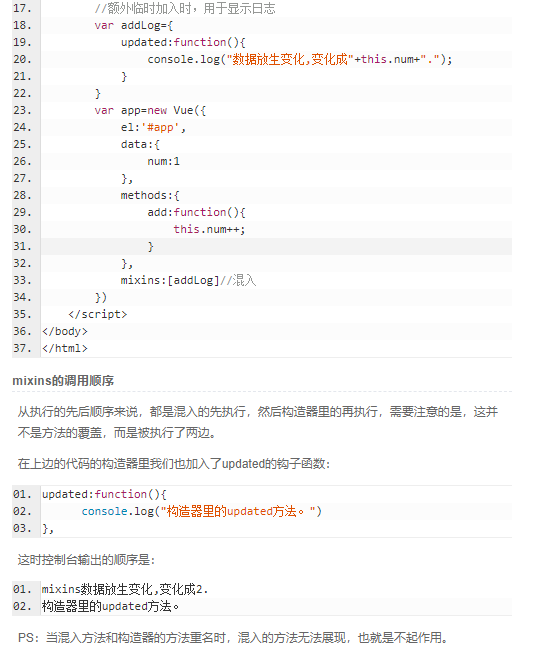 17. //额外临时加入时，用于显示日志
18. var addLog={
19. updated:function(){
20. console.log("数据放生变化,变化成"+this.num+".");
21. }
22. }
23. var app=new Vue({
24. el:'#app',
25. data:{
26. num:1
27. },
28. methods:{
29. add:function(){
30. this.num++;
31. }
32. },
33. mixins:[addLog]//混入
34. })
35. </script>
36. </body>
37. </html>
mixins的调用顺序
从执行的先后顺序来说，都是混入的先执行，然后构造器里的再执行，需要注意的是，这并
不是方法的覆盖，而是被执行了两边。
在上边的代码的构造器里我们也加入了updated的钩子函数：
01. updated:function(){
02. console.log("构造器里的updated方法。")
03. },
这时控制台输出的顺序是：
01. mixins数据放生变化,变化成2.
02. 构造器里的updated方法。
PS：当混入方法和构造器的方法重名时，混入的方法无法展现，也就是不起作用。